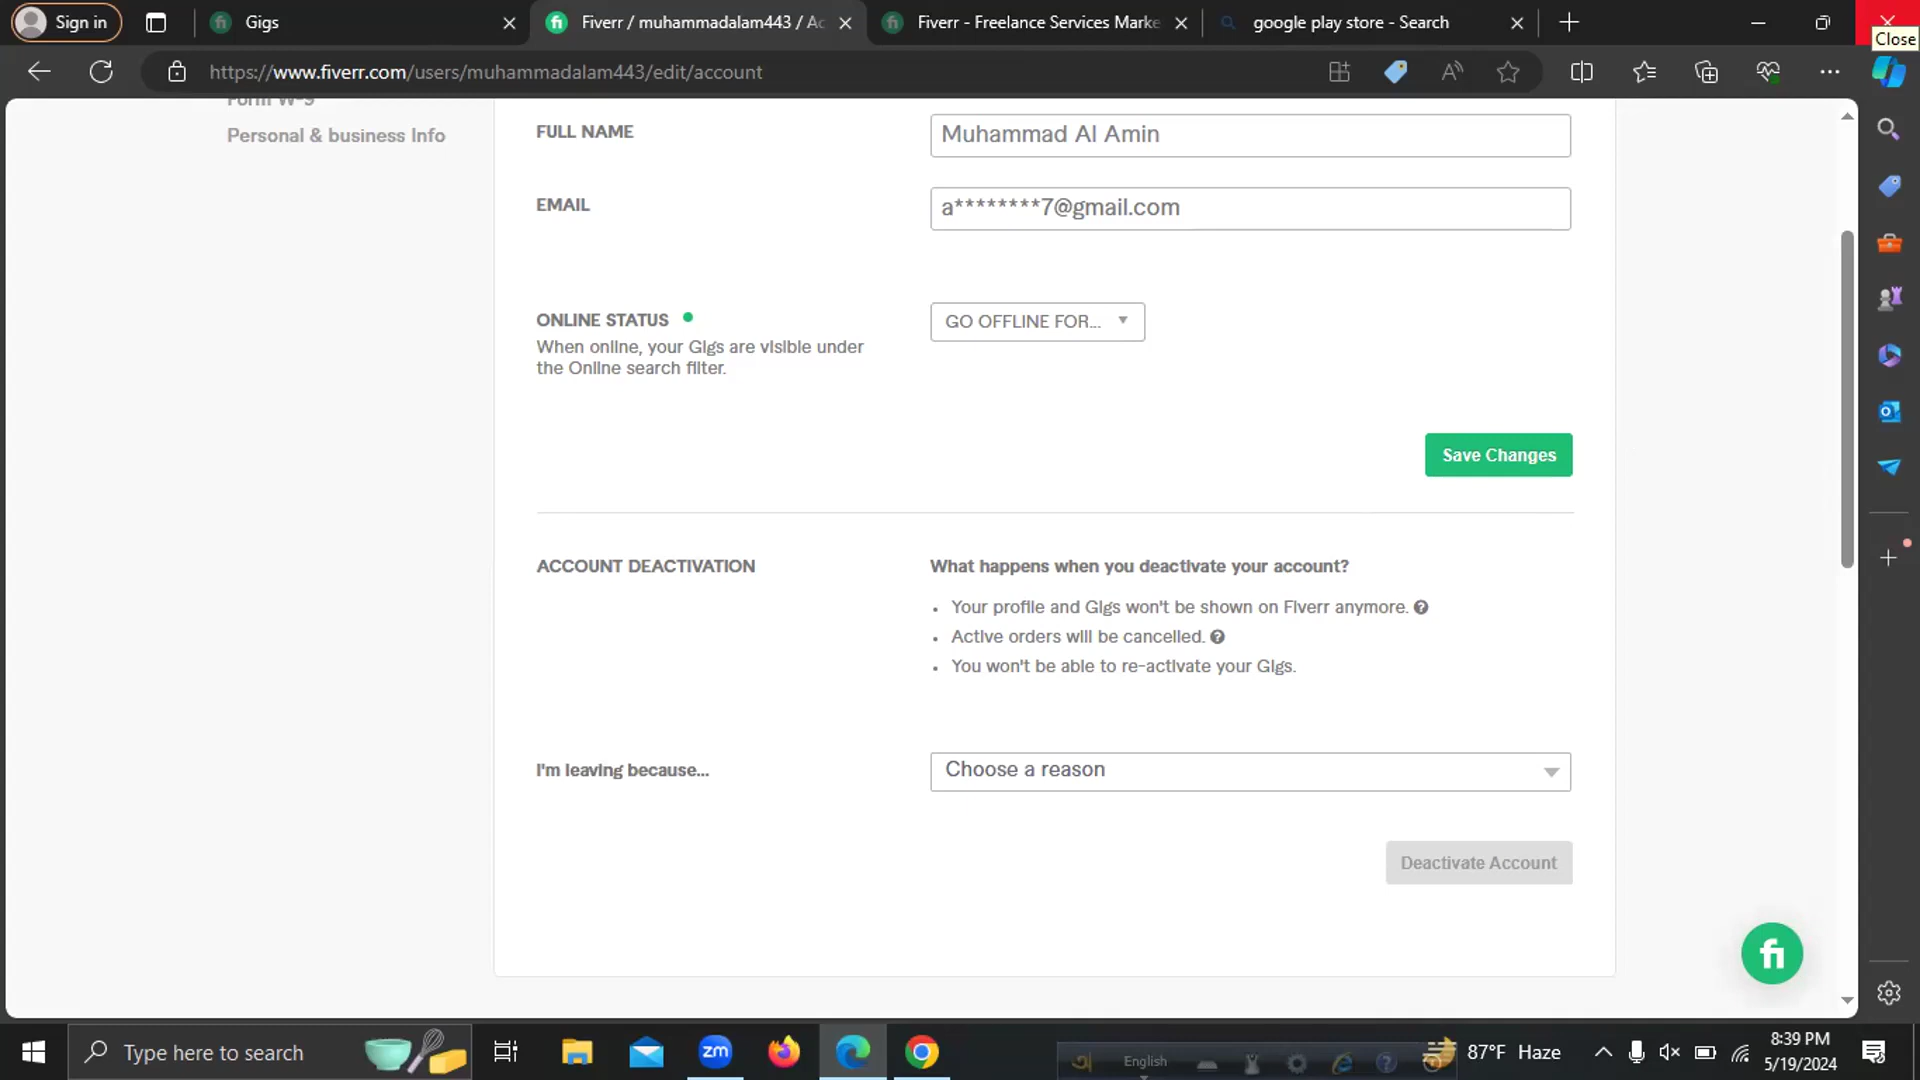 Sign in
Gigs
Fiverr / muhammadalam443 / Ac
Fiverr - Freelance Services Marke
google play store - Search
Close
https://www.fiverr.com/users/muhammadalam443/edit/account
Form W-9
Personal & business Info
FULL NAME
Muhammad Al Amin
EMAIL
a********7@gmail.com
ONLINE STATUS
GO OFFLINE FOR...
When online, your Gigs are visible under
the Online search filter.
Save Changes
ACCOUNT DEACTIVATION
What happens when you deactivate your account?
• Your profile and Gigs won't be shown on Fiverr anymore.
• Active orders will be cancelled.
• You won't be able to re-activate your Gigs.
I'm leaving because...
Choose a reason
Deactivate Account
fi
Type here to search
zm
English
87°F Haze
8:39 PM
5/19/2024